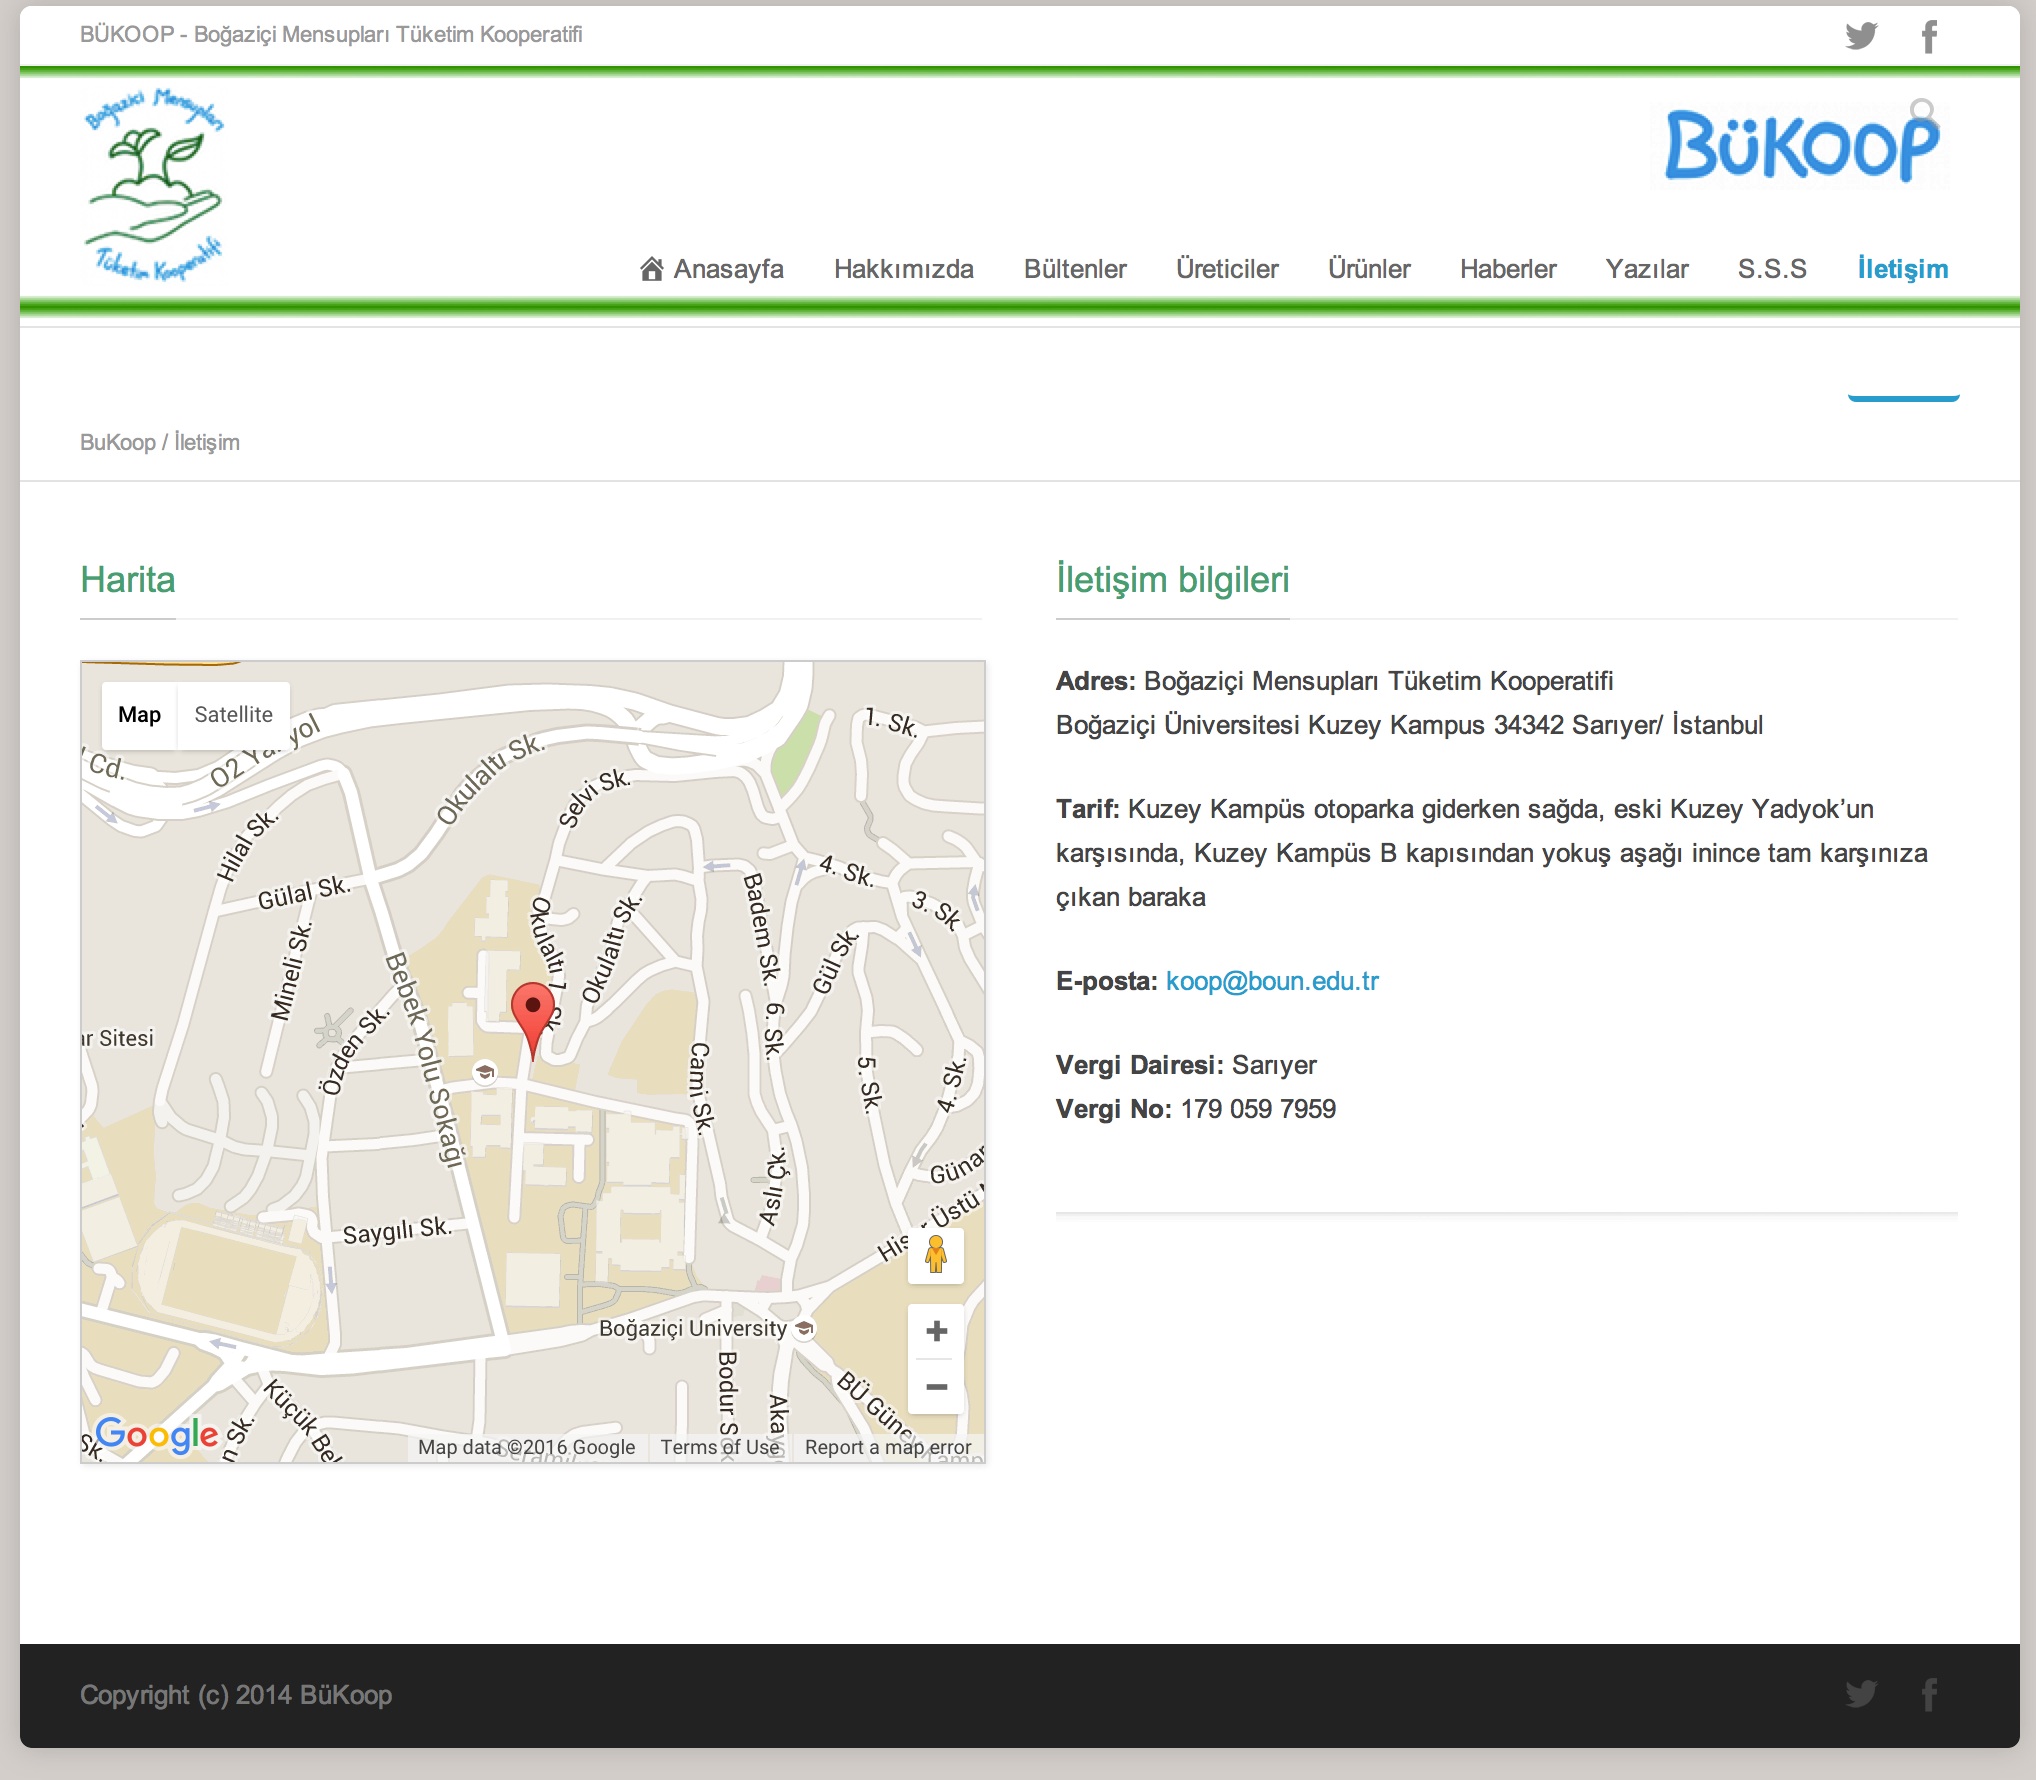 BÜKOOP - Boğaziçi Mensupları Tüketim Kooperatifi
Boğaziçi Mensupları
Tüketim Kooperatifi
BÜKOOP
Anasayfa Hakkımızda Bültenler Üreticiler Ürünler Haberler Yazılar S.S.S İletişim
BuKoop / İletişim
Harita
Map Satellite
Cd.
O2 Ya yol
Okulaltı Sk.
Selvi Sk.
1. Sk.
Hilal Sk.
Gülal Sk.
Mineli Sk.
Okulaltı 1. Sk.
Okulaltı Sk.
Badem Sk.
4. Sk.
3. Sk.
Gül Sk.
Bebek Yolu Sokağı
Özden Sk.
ar Sitesi
6. Sk.
Cami Sk.
5. Sk.
4. Sk.
Aslı Çk.
Günar
Saygılı Sk.
His r Üstü
Boğaziçi University
Bodur Sok
Akayg
BÜ Güney
Küçük Beb
n Sk.
Sk.
Google
Map data ©2016 Google Terms of Use Report a map error
İletişim bilgileri
Adres: Boğaziçi Mensupları Tüketim Kooperatifi
Boğaziçi Üniversitesi Kuzey Kampus 34342 Sarıyer/ İstanbul
Tarif: Kuzey Kampüs otoparka giderken sağda, eski Kuzey Yadyok’un
karşısında, Kuzey Kampüs B kapısından yokuş aşağı inince tam karşınıza
çıkan baraka
E-posta: koop@boun.edu.tr
Vergi Dairesi: Sarıyer
Vergi No: 179 059 7959
Copyright (c) 2014 BüKoop